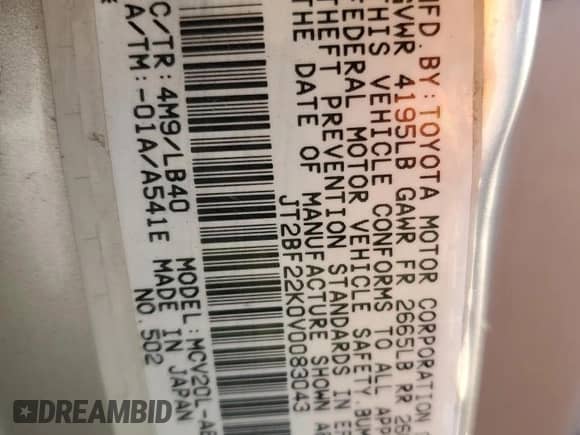 MFD. BY: TOYOTA MOTOR CORPORATION
GVWR 4195LB GAWR FR 2665LB RR
THIS VEHICLE CONFORMS TO ALL
FEDERAL MOTOR VEHICLE SAFETY,
THEFT PREVENTION STANDARDS IN
THE DATE OF MANUFACTURE SHOWN
JT2BF22K0V0083043
C/TR: 4M9/LB40 MODEL: MCV20L-
A/TM: -01A/A541E MADE IN JAPAN
NO.502
DREAMBID